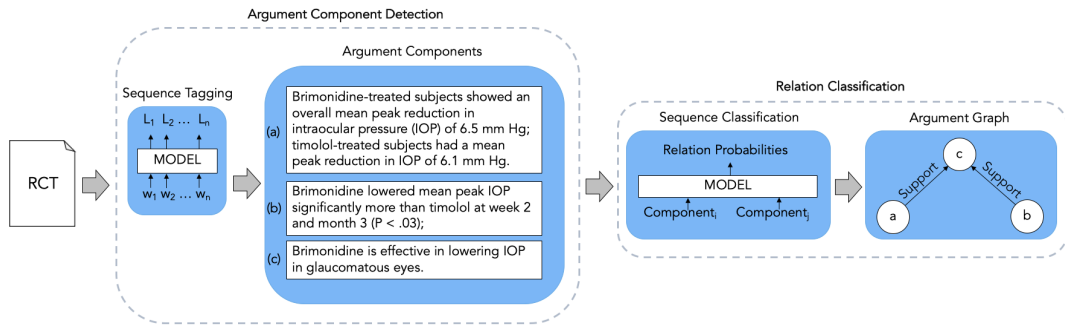 Argument Component Detection
RCT
Sequence Tagging
L1 L2 ... Ln
MODEL
w1 w2 ... wn
Argument Components
(a)
Brimonidine-treated subjects showed an
overall mean peak reduction in
intraocular pressure (IOP) of 6.5 mm Hg;
timolol-treated subjects had a mean
peak reduction in IOP of 6.1 mm Hg.
(b)
Brimonidine lowered mean peak IOP
significantly more than timolol at week 2
and month 3 (P < .03);
(c)
Brimonidine is effective in lowering IOP
in glaucomatous eyes.
Relation Classification
Sequence Classification
Relation Probabilities
MODEL
Componenti Componentj
Argument Graph
c
Support
Support
a
b